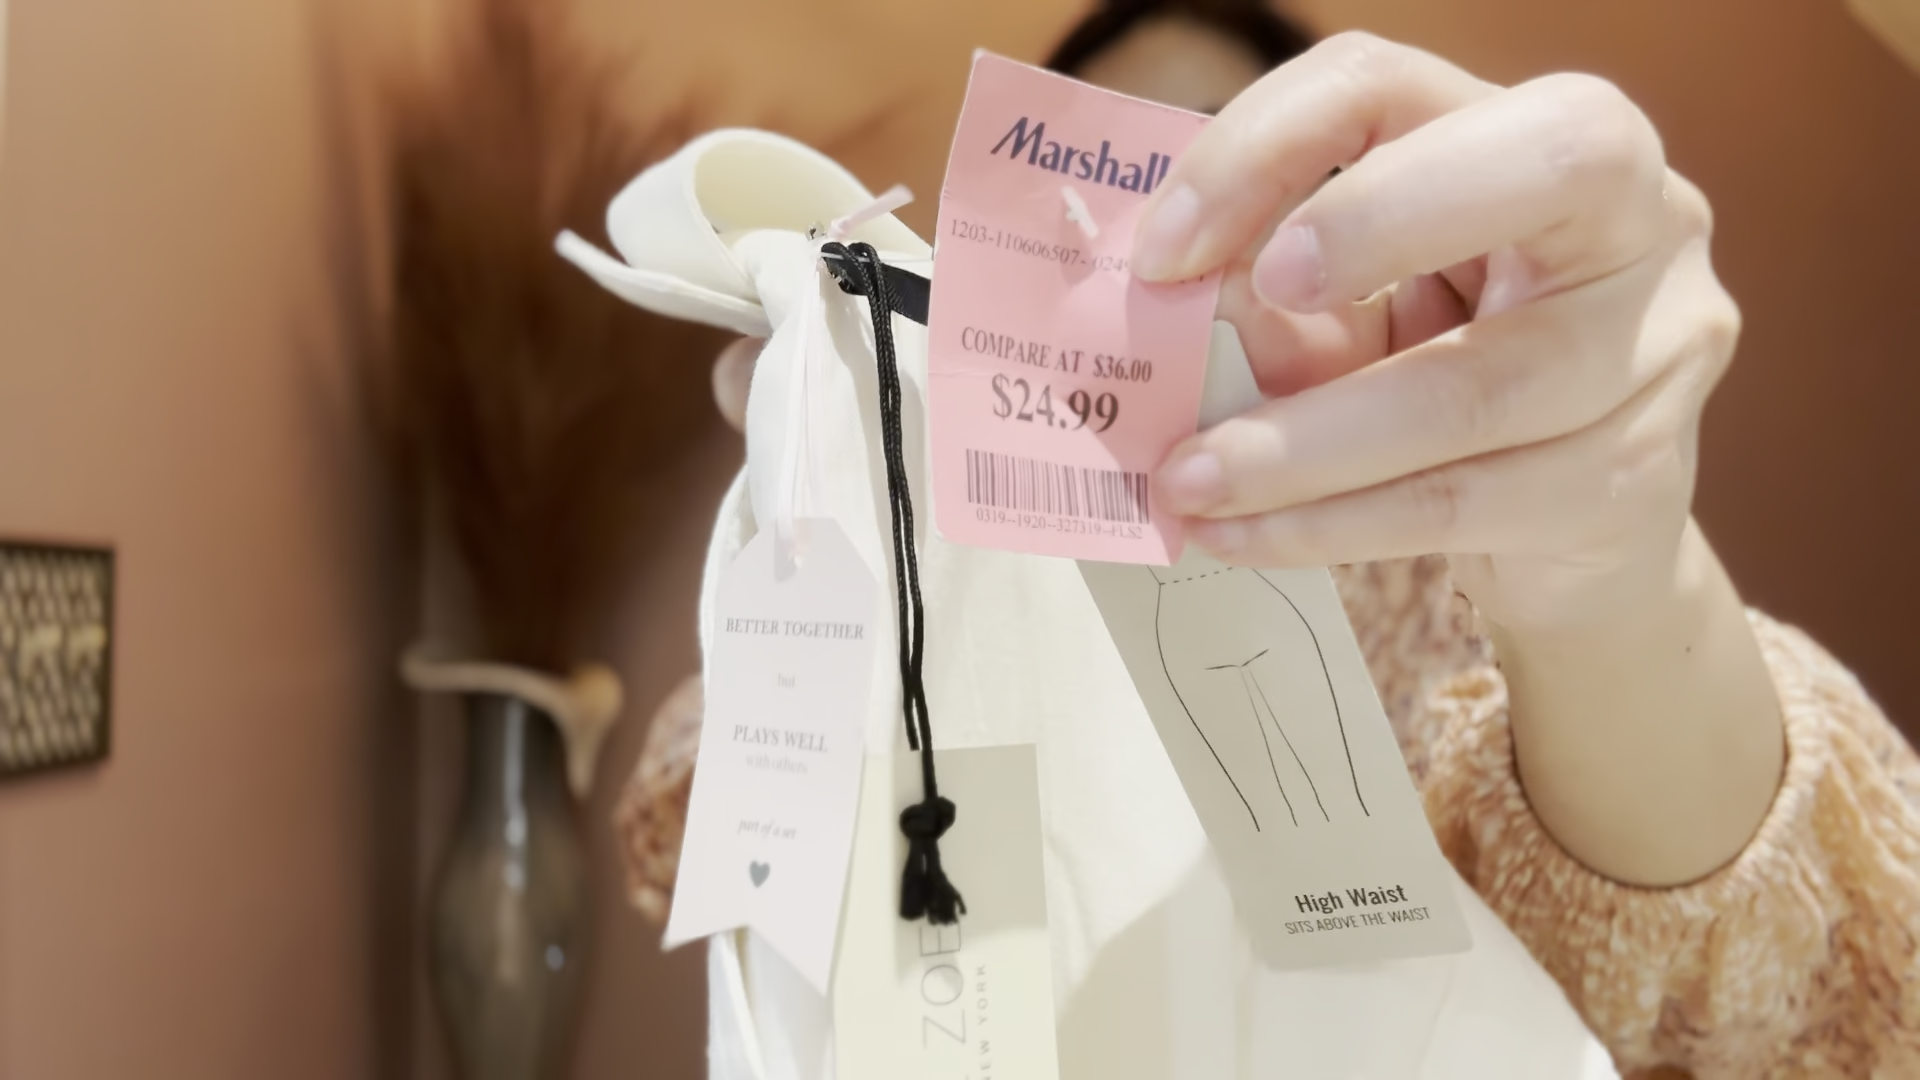 Marshall
1203-110606507- 0249
COMPARE AT $36.00
$24.99
0319--1920--327319--FLS2
BETTER TOGETHER
but
PLAYS WELL
with others
part of a set
High Waist
SITS ABOVE THE WAIST
ZOE
NEW YORK